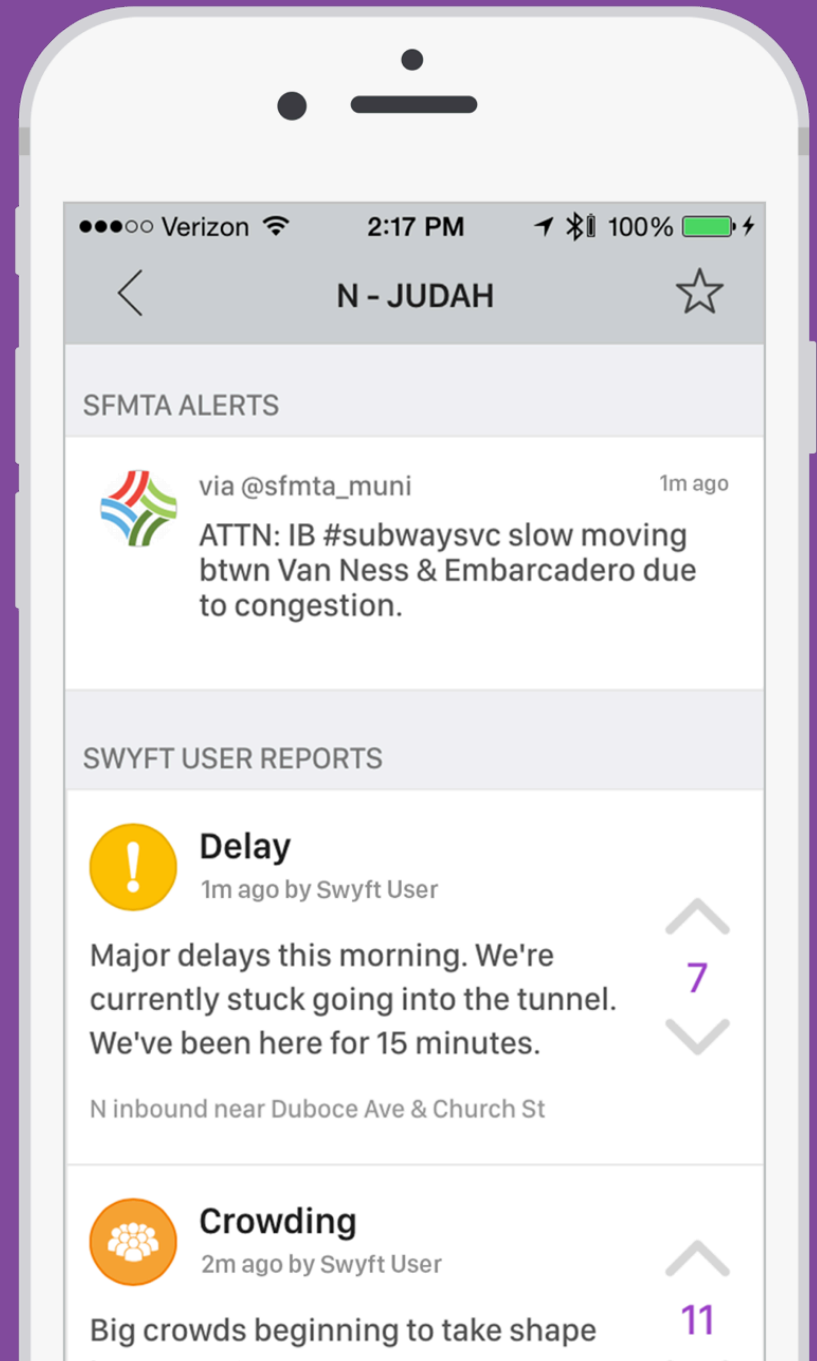 Verizon 2:17 PM 100%
N - JUDAH
SFMTA ALERTS
via @sfmta_muni 1m ago
ATTN: IB #subwaysvc slow moving
btwn Van Ness & Embarcadero due
to congestion.
SWYFT USER REPORTS
Delay
1m ago by Swyft User
Major delays this morning. We're
currently stuck going into the tunnel.
We've been here for 15 minutes.
7
N inbound near Duboce Ave & Church St
Crowding
2m ago by Swyft User
Big crowds beginning to take shape
11